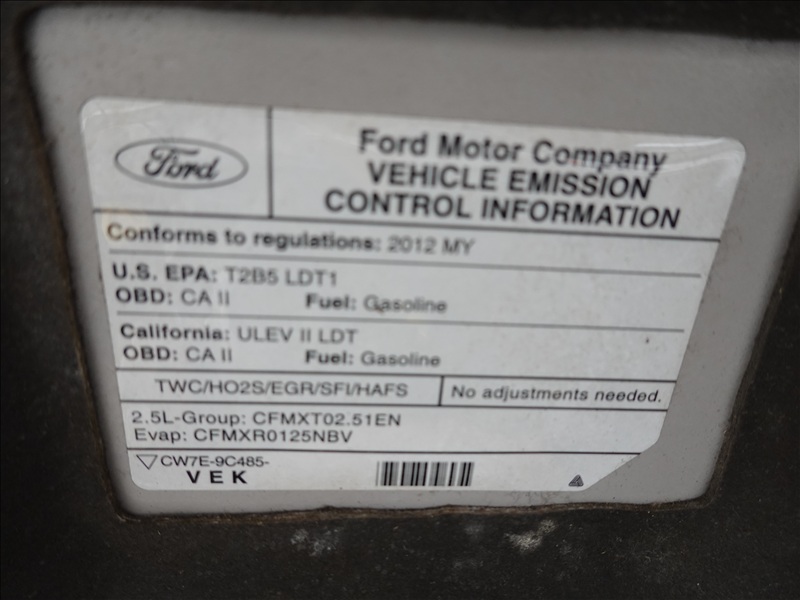 Ford
Ford Motor Company
VEHICLE EMISSION
CONTROL INFORMATION
Conforms to regulations: 2012 MY
U.S. EPA: T2B5 LDT1
OBD: CA II Fuel: Gasoline
California: ULEV II LDT
OBD: CA II Fuel: Gasoline
TWC/HO2S/EGR/SFI/HAFS No adjustments needed.
2.5L-Group: CFMXT02.51EN
Evap: CFMXR0125NBV
CW7E-9C485-
VEK